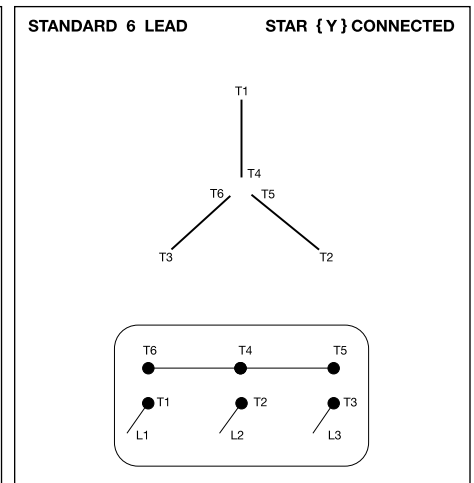 STANDARD 6 LEAD STAR { Y } CONNECTED
T1
T4
T6 T5
T3 T2
T6 T4 T5
T1 T2 T3
L1 L2 L3